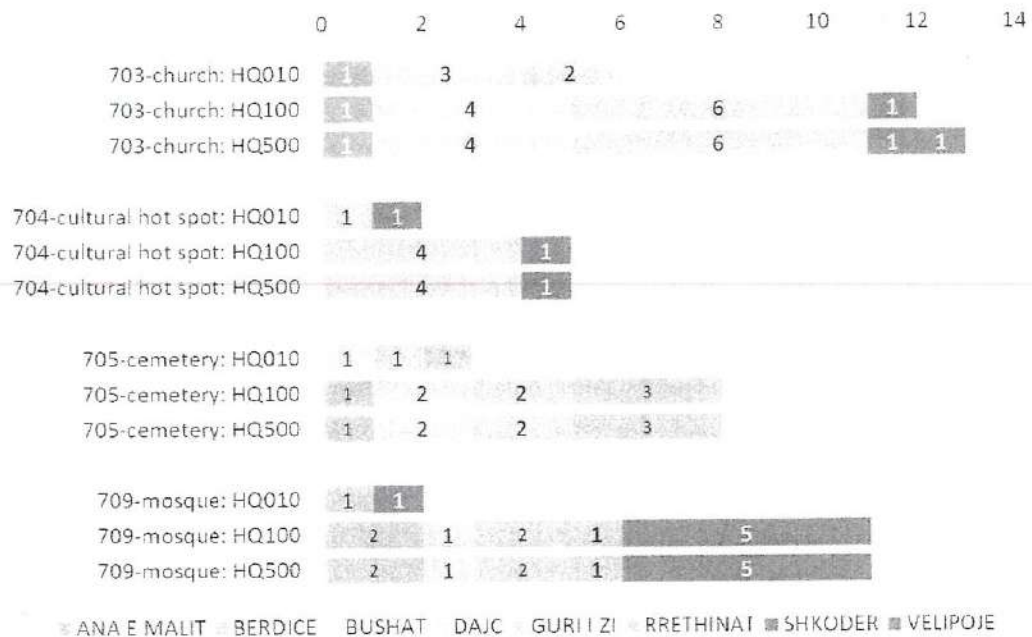 0 2 4 6 8 10 12 14
703-church: HQ010 1 3 2
703-church: HQ100 1 4 6 1
703-church: HQ500 1 4 6 1 1
704-cultural hot spot: HQ010 1 1
704-cultural hot spot: HQ100 4 1
704-cultural hot spot: HQ500 4 1
705-cemetery: HQ010 1 1 1
705-cemetery: HQ100 1 2 2 3
705-cemetery: HQ500 1 2 2 3
709-mosque: HQ010 1 1
709-mosque: HQ100 2 1 2 1 5
709-mosque: HQ500 2 1 2 1 5
ANA E MALIT BERDICE BUSHAT DAJC GURI I ZI RRETHINAT SHKODER VELIPOJE